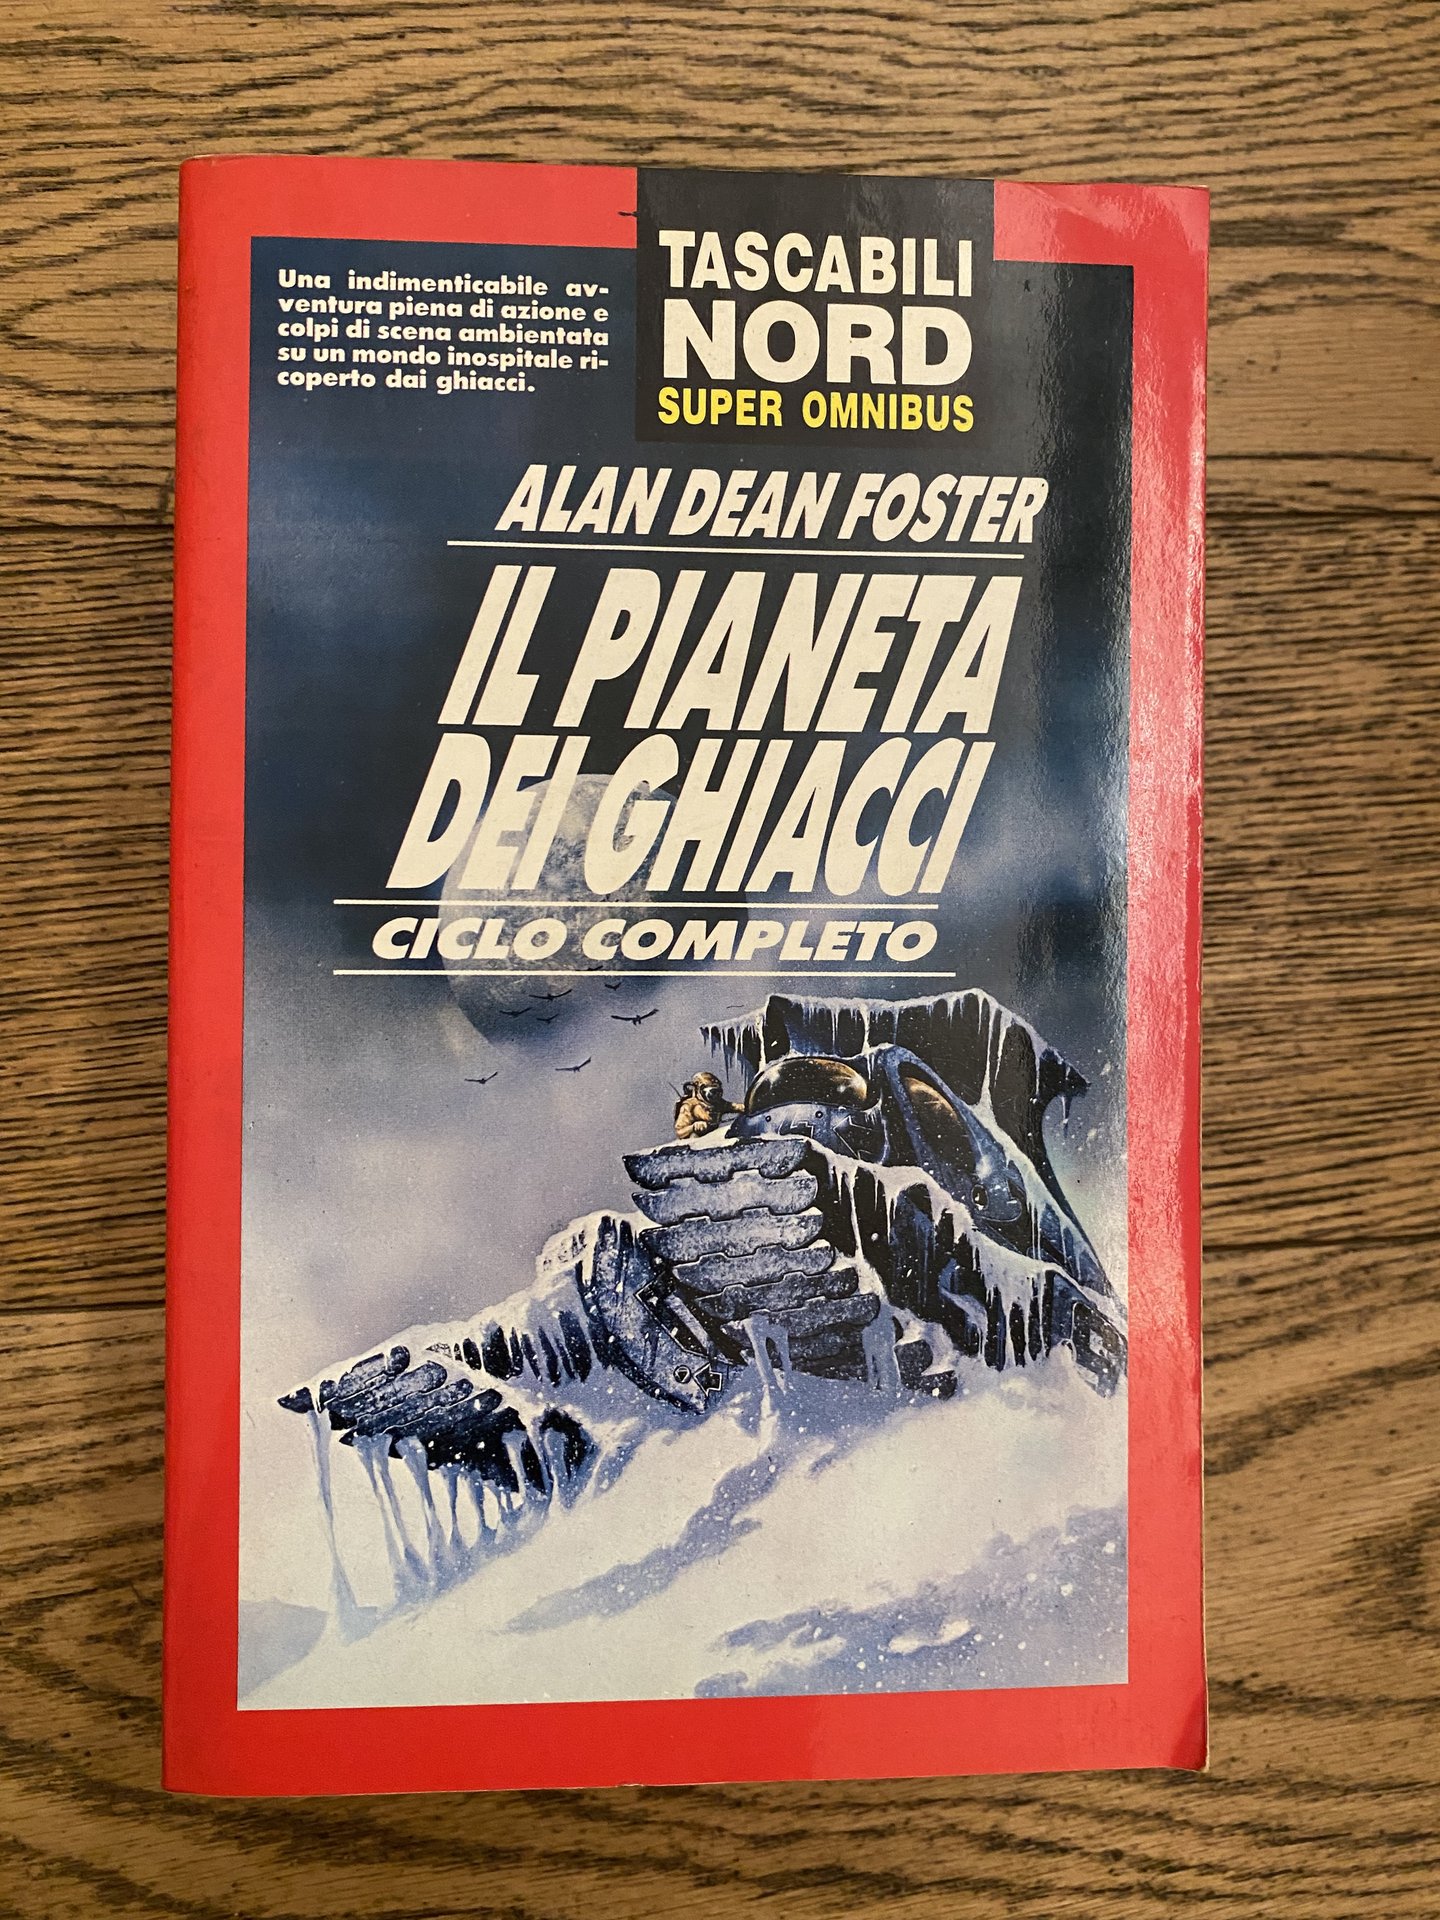 Una indimenticabile av-
ventura piena di azione e
colpi di scena ambientata
su un mondo inospitale ri-
coperto dai ghiacci.
TASCABILI
NORD
SUPER OMNIBUS
ALAN DEAN FOSTER
IL PIANETA
DEI GHIACCI
CICLO COMPLETO